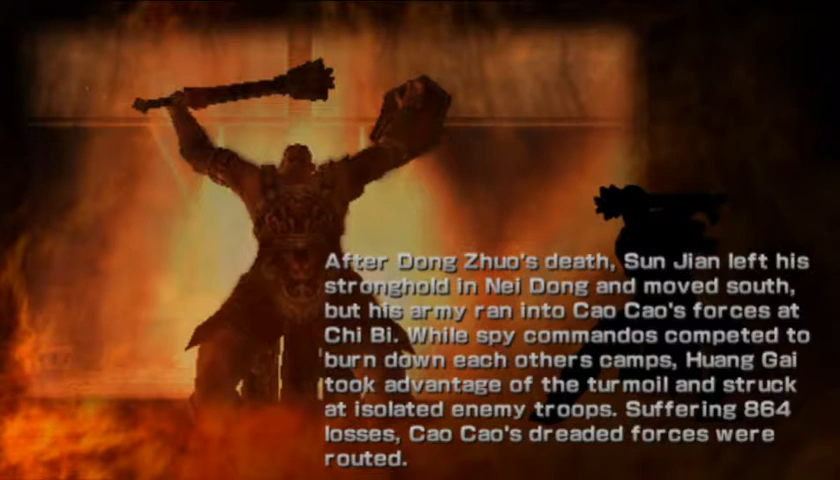 After Dong Zhuo's death, Sun Jian left his
stronghold in Nei Dong and moved south,
but his army ran into Cao Cao's forces at
Chi Bi. While spy commandos competed to
burn down each others camps, Huang Gai
took advantage of the turmoil and struck
at isolated enemy troops. Suffering 864
losses, Cao Cao's dreaded forces were
routed.